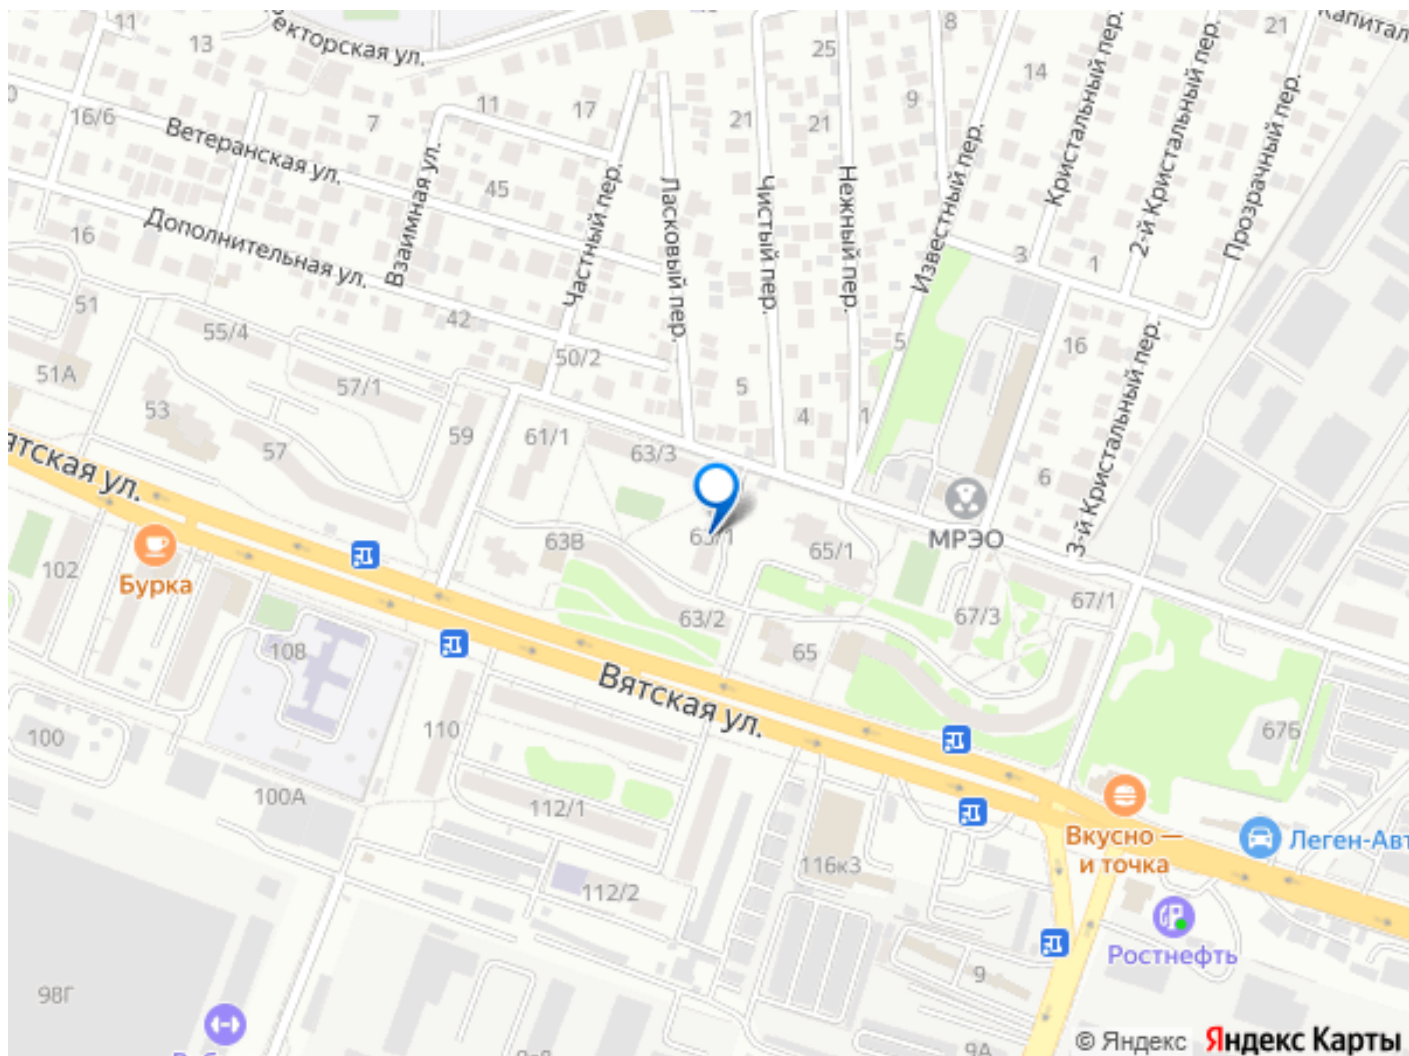 11
13
21
Капитал
8
25
14
9
21
21
11
17
16/6
7
Ветеранская ул.
45
Взаимная ул.
Частный пер.
Ласковый пер.
Чистый пер.
Нежный пер.
Известный пер.
Кристальный пер.
2-й Кристальный пер.
Прозрачный пер.
16
Дополнительная ул.
3
1
51
55/4
42
50/2
5
16
51А
57/1
5
53
59
61/1
4
1
57
63/3
6
3-й Кристальный пер.
ятская ул.
МРЭО
63В
65/1
102
Бурка
67/1
63/2
67/3
108
65
Вятская ул.
100
110
67Б
100А
112/1
Вкусно —
и точка
Леген-Авт
116к3
112/2
Ростнефть
9
98Г
9А
© Яндекс Яндекс Карты